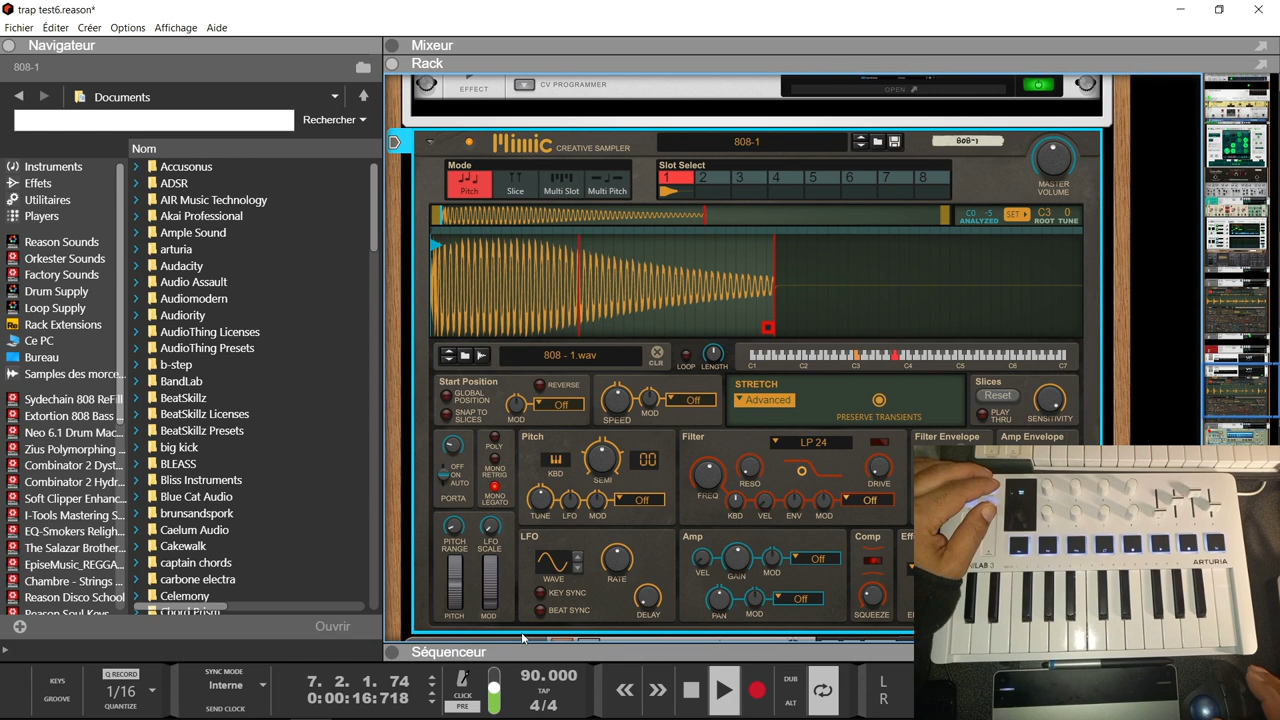 trap test6.reason*
Fichier Éditer Créer Options Affichage Aide
Navigateur
808-1
Documents
Rechercher
Nom
Instruments
Effets
Utilitaires
Players
Reason Sounds
Orkester Sounds
Factory Sounds
Drum Supply
Loop Supply
Rack Extensions
Ce PC
Bureau
Samples des morce...
Sydechain 808 ReFill
Extortion 808 Bass ...
Neo 6.1 Drum Mac...
Zius Polymorphing ...
Combinator 2 Dyst...
Combinator 2 Hydr...
Soft Clipper Enhanc...
I-Tools Mastering S...
EQ-Smokers Religh...
The Salazar Brother...
EpiseMusic_REGGA...
Chambre - Strings ...
Reason Disco School
Reason Soul Keys
Accusonus
ADSR
AIR Music Technology
Akai Professional
Ample Sound
arturia
Audacity
Audio Assault
Audiomodern
Audiority
AudioThing Licenses
AudioThing Presets
b-step
BandLab
BeatSkillz
BeatSkillz Licenses
BeatSkillz Presets
big kick
BLEASS
Bliss Instruments
Blue Cat Audio
brunsandspork
Caelum Audio
Cakewalk
captain chords
carbone electra
Celemony
Chord Prism
Ouvrir
Mixeur
Rack
EFFECT
CV PROGRAMMER
OPEN
Mimic CREATIVE SAMPLER
808-1
808-1
MASTER VOLUME
Mode
Pitch Slice Multi Slot Multi Pitch
Slot Select
1 2 3 4 5 6 7 8
C0 -5 SET C3 0
ANALYZED ROOT TUNE
808 - 1.wav
CLR
LOOP LENGTH
C1 C2 C3 C4 C5 C6 C7
Start Position
GLOBAL POSITION
SNAP TO SLICES
REVERSE
MOD
Off
SPEED
MOD
Off
STRETCH
Advanced
PRESERVE TRANSIENTS
Slices
Reset
PLAY THRU
SENSITIVITY
OFF
ON
AUTO
PORTA
POLY
MONO RETRIG
MONO LEGATO
Pitch
KBD
SEMI
00
TUNE LFO MOD
Off
Filter
LP 24
FREQ
RESO
DRIVE
KBD VEL ENV MOD
Off
Filter Envelope
Amp Envelope
PITCH RANGE
LFO SCALE
PITCH MOD
LFO
WAVE
RATE
KEY SYNC
BEAT SYNC
DELAY
Amp
VEL GAIN MOD
Off
PAN MOD
Off
Comp
SQUEEZE
Séquenceur
KEYS
GROOVE
Q RECORD
1/16
QUANTIZE
SYNC MODE
Interne
SEND CLOCK
7. 2. 1. 74
0:00:16:718
CLICK
PRE
90.000
TAP
4/4
DUB
ALT
L
R
ARTURIA